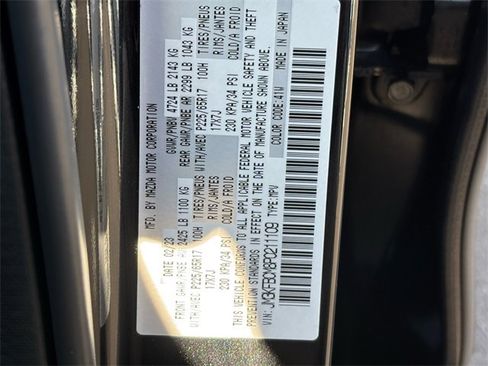 MFD. BY MAZDA MOTOR CORPORATION
DATE 02/23 GVWR/PNBV 4724 LB 2143 KG
FRONT GAWR/PNBE AV 2425 LB 1100 KG REAR GAWR/PNBE AR 2299 LB 1043 KG
WITH/AVEC P225/65R17 100H TIRES/PNEUS WITH/AVEC P225/65R17 100H TIRES/PNEUS
17X7J RIMS/JANTES 17X7J RIMS/JANTES
230 KPA/34 PSI COLD/A FROID 230 KPA/34 PSI COLD/A FROID
THIS VEHICLE CONFORMS TO ALL APPLICABLE FEDERAL MOTOR VEHICLE SAFETY AND THEFT
PREVENTION STANDARDS IN EFFECT ON THE DATE OF MANUFACTURE SHOWN ABOVE.
COLOR CODE:41W MADE IN JAPAN
VIN: TYPE:MPV